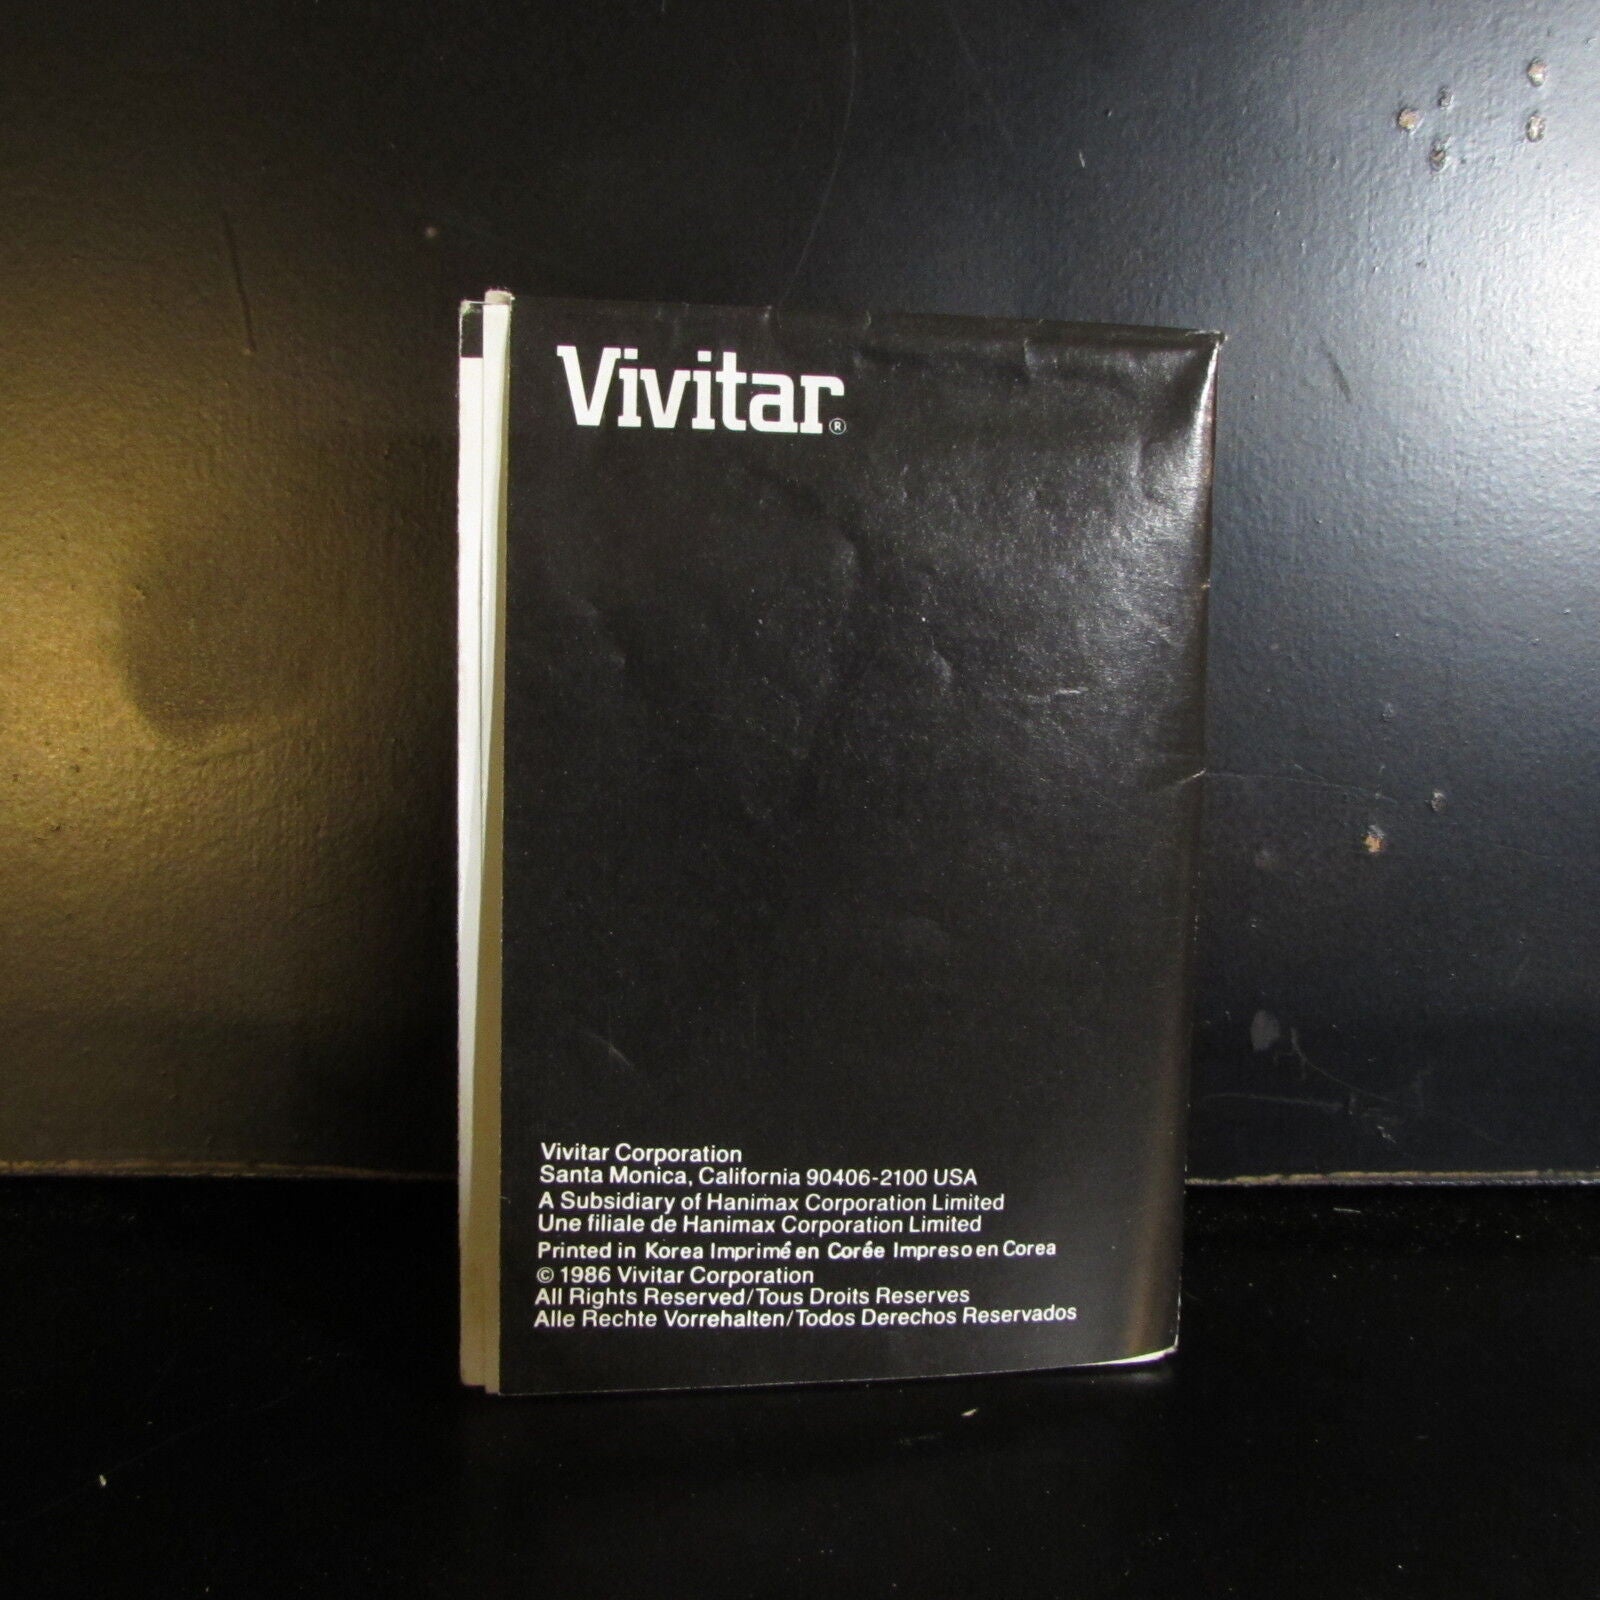 Vivitar®
Vivitar Corporation
Santa Monica, California 90406-2100 USA
A Subsidiary of Hanimax Corporation Limited
Une filiale de Hanimax Corporation Limited
Printed in Korea Imprimé en Corée Impreso en Corea
© 1986 Vivitar Corporation
All Rights Reserved/Tous Droits Reserves
Alle Rechte Vorrehalten/Todos Derechos Reservados